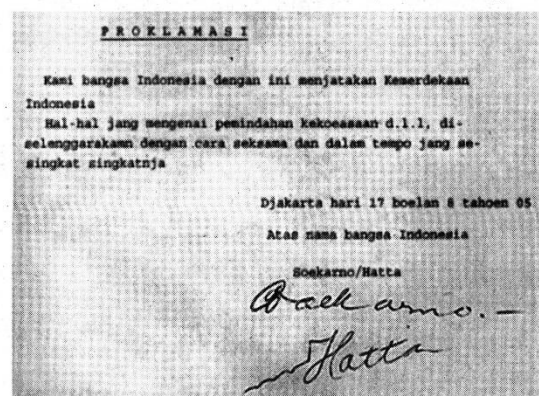 PROKLAMASI
Kami bangsa Indonesia dengan ini menjatakan Kemerdekaan
Indonesia
Hal-hal jang mengenai pemindahan kekoeasaan d.l.l, di-
selenggarakamn dengan cara seksama dan dalam tempo jang se-
singkat singkatnja
Djakarta hari 17 boelan 8 tahoen 05
Atas nama bangsa Indonesia
Soekarno/Hatta
Soekarno.-
Hatta